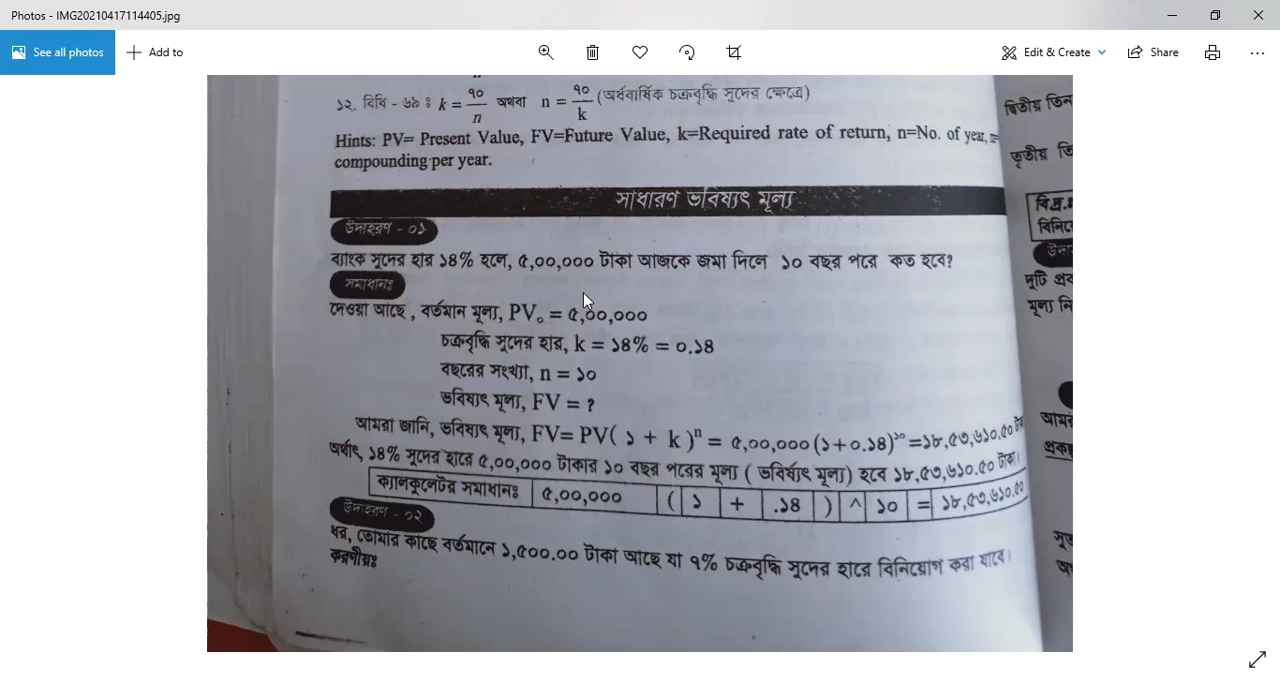 Photos - IMG20210417114405.jpg
See all photos
Add to
Edit & Create
Share
১২. বিধি - ৬৯ ঃ k = ৭০/n অথবা n = ৭০/k (অর্ধবার্ষিক চক্রবৃদ্ধি সুদের ক্ষেত্রে)
Hints: PV= Present Value, FV=Future Value, k=Required rate of return, n=No. of year,
compounding per year.
সাধারণ ভবিষ্যৎ মূল্য
উদাহরণ - ০১
ব্যাংক সুদের হার ১৪% হলে, ৫,০০,০০০ টাকা আজকে জমা দিলে ১০ বছর পরে কত হবে?
সমাধানঃ
দেওয়া আছে , বর্তমান মূল্য, PV₀ = ৫,০০,০০০
চক্রবৃদ্ধি সুদের হার, k = ১৪% = ০.১৪
বছরের সংখ্যা, n = ১০
ভবিষ্যৎ মূল্য, FV = ?
আমরা জানি, ভবিষ্যৎ মূল্য, FV= PV( ১ + k )ⁿ = ৫,০০,০০০(১+০.১৪)^১০ =১৮,৫৩,৬১০.৫০
অর্থাৎ, ১৪% সুদের হারে ৫,০০,০০০ টাকার ১০ বছর পরের মূল্য ( ভবির্ষ্যৎ মূল্য) হবে ১৮,৫৩,৬১০.৫০ টাকা।
ক্যালকুলেটর সমাধানঃ ৫,০০,০০০ ( ১ + .১৪ ) ^ ১০ = ১৮,৫৩,৬১০.৫০
উদাহরণ - ০২
ধর, তোমার কাছে বর্তমানে ১,৫০০.০০ টাকা আছে যা ৭% চক্রবৃদ্ধি সুদের হারে বিনিয়োগ করা যাবে।
করণীয়ঃ
দ্বিতীয় তিন
তৃতীয় তি
বি.দ্র.
বিনিয়ে
উদা
দুটি প্রব
মূল্য নি
আমর
প্রকল্